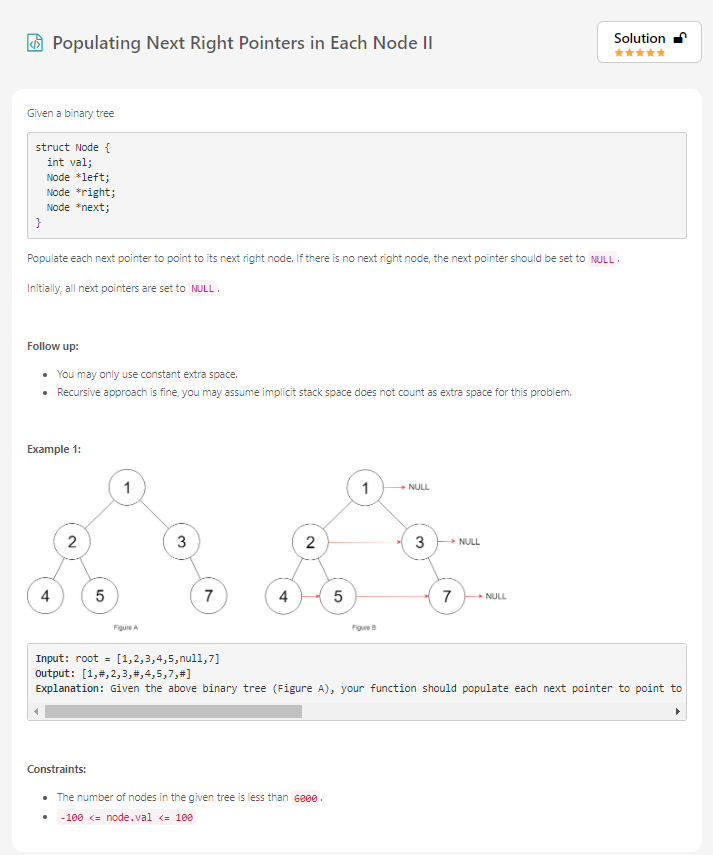 Populating Next Right Pointers in Each Node II
Solution
Given a binary tree
struct Node {
  int val;
  Node *left;
  Node *right;
  Node *next;
}
Populate each next pointer to point to its next right node. If there is no next right node, the next pointer should be set to NULL.
Initially, all next pointers are set to NULL.
Follow up:
• You may only use constant extra space.
• Recursive approach is fine, you may assume implicit stack space does not count as extra space for this problem.
Example 1:
1 1 NULL
2 3 2 3 NULL
4 5 7 4 5 7 NULL
Figure A Figure B
Input: root = [1,2,3,4,5,null,7]
Output: [1,#,2,3,#,4,5,7,#]
Explanation: Given the above binary tree (Figure A), your function should populate each next pointer to point to
Constraints:
• The number of nodes in the given tree is less than 6000.
• -100 <= node.val <= 100